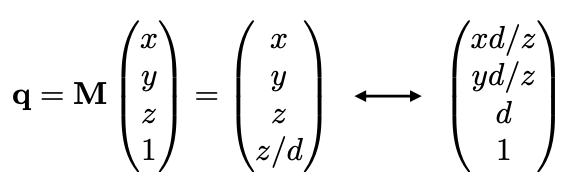 q = M (x y z 1) = (x y z z/d) ⟷ (xd/z yd/z d 1)